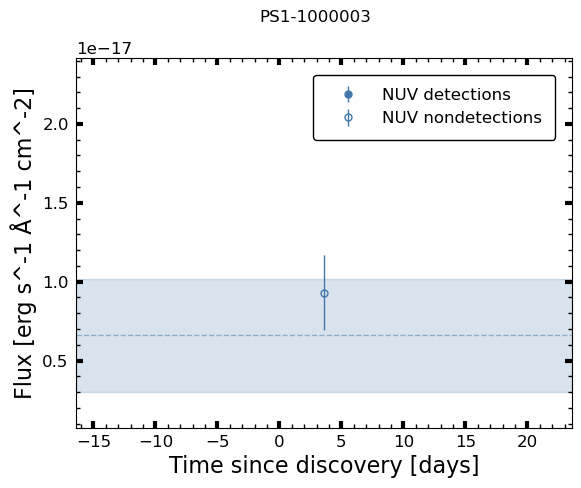 PS1-1000003
1e−17
Flux [erg s^-1 Å^-1 cm^-2]
2.0
1.5
1.0
0.5
NUV detections
NUV nondetections
−15 −10 −5 0 5 10 15 20
Time since discovery [days]